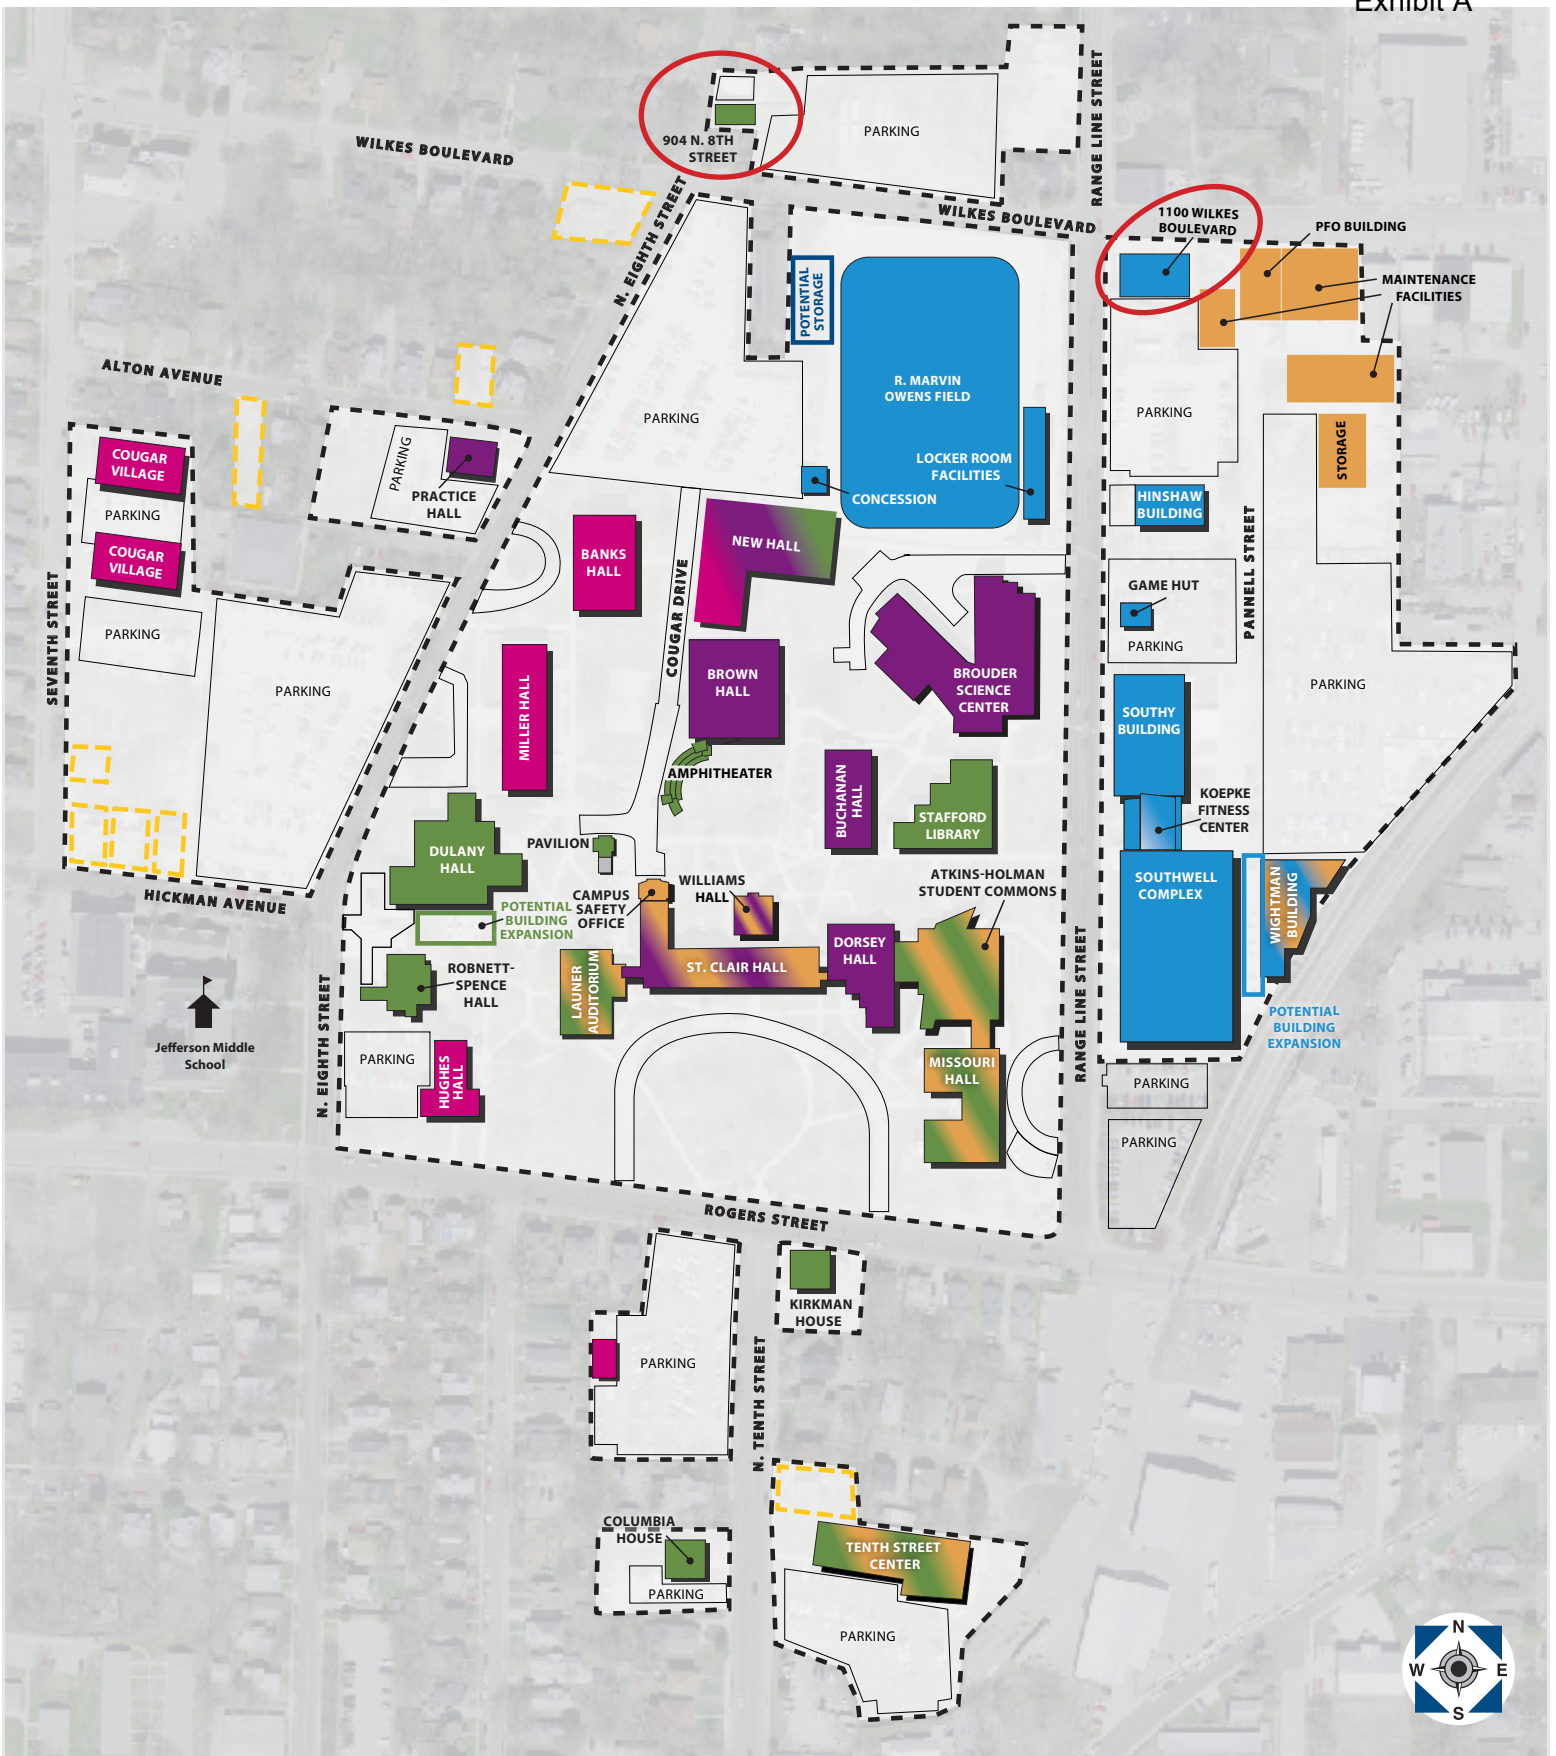 Exhibit A
904 N. 8TH
STREET
PARKING
WILKES BOULEVARD
N. EIGHTH STREET
RANGE LINE STREET
WILKES BOULEVARD
1100 WILKES
BOULEVARD
PFO BUILDING
MAINTENANCE
FACILITIES
POTENTIAL
STORAGE
R. MARVIN
OWENS FIELD
ALTON AVENUE
PARKING
PARKING
STORAGE
COUGAR
VILLAGE
PARKING
PARKING
PRACTICE
HALL
LOCKER ROOM
FACILITIES
CONCESSION
HINSHAW
BUILDING
COUGAR
VILLAGE
BANKS
HALL
NEW HALL
COUGAR DRIVE
PANNELL STREET
GAME HUT
PARKING
SEVENTH STREET
PARKING
PARKING
MILLER HALL
BROWN
HALL
BROUDER
SCIENCE
CENTER
PARKING
SOUTHY
BUILDING
AMPHITHEATER
BUCHANAN
HALL
STAFFORD
LIBRARY
KOEPKE
FITNESS
CENTER
PAVILION
DULANY
HALL
HICKMAN AVENUE
CAMPUS
SAFETY
OFFICE
WILLIAMS
HALL
ATKINS-HOLMAN
STUDENT COMMONS
SOUTHWELL
COMPLEX
WIGHTMAN
BUILDING
POTENTIAL
BUILDING
EXPANSION
DORSEY
HALL
ST. CLAIR HALL
LAUNER
AUDITORIUM
ROBNETT-
SPENCE
HALL
N. EIGHTH STREET
RANGE LINE STREET
POTENTIAL
BUILDING
EXPANSION
Jefferson Middle
School
PARKING
HUGHES
HALL
MISSOURI
HALL
PARKING
PARKING
ROGERS STREET
KIRKMAN
HOUSE
PARKING
N. TENTH STREET
COLUMBIA
HOUSE
PARKING
TENTH STREET
CENTER
PARKING
N
W E
S